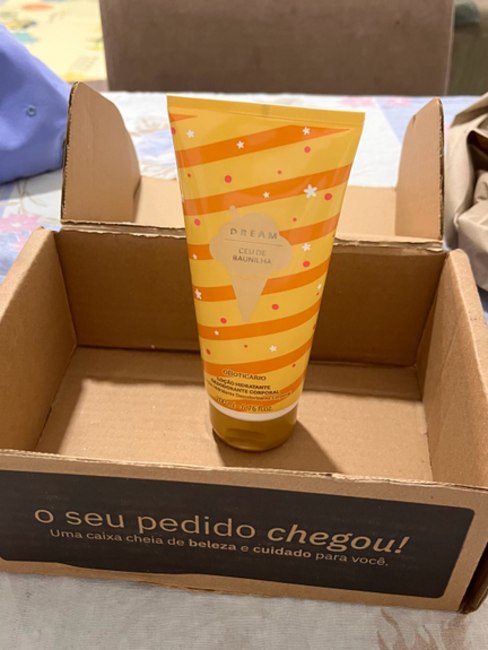 DREAM
CÉU DE
BAUNILHA
OBOTICÁRIO
LOÇÃO HIDRATANTE
DESODORANTE CORPORAL
o seu pedido chegou!
Uma caixa cheia de beleza e cuidado para você.